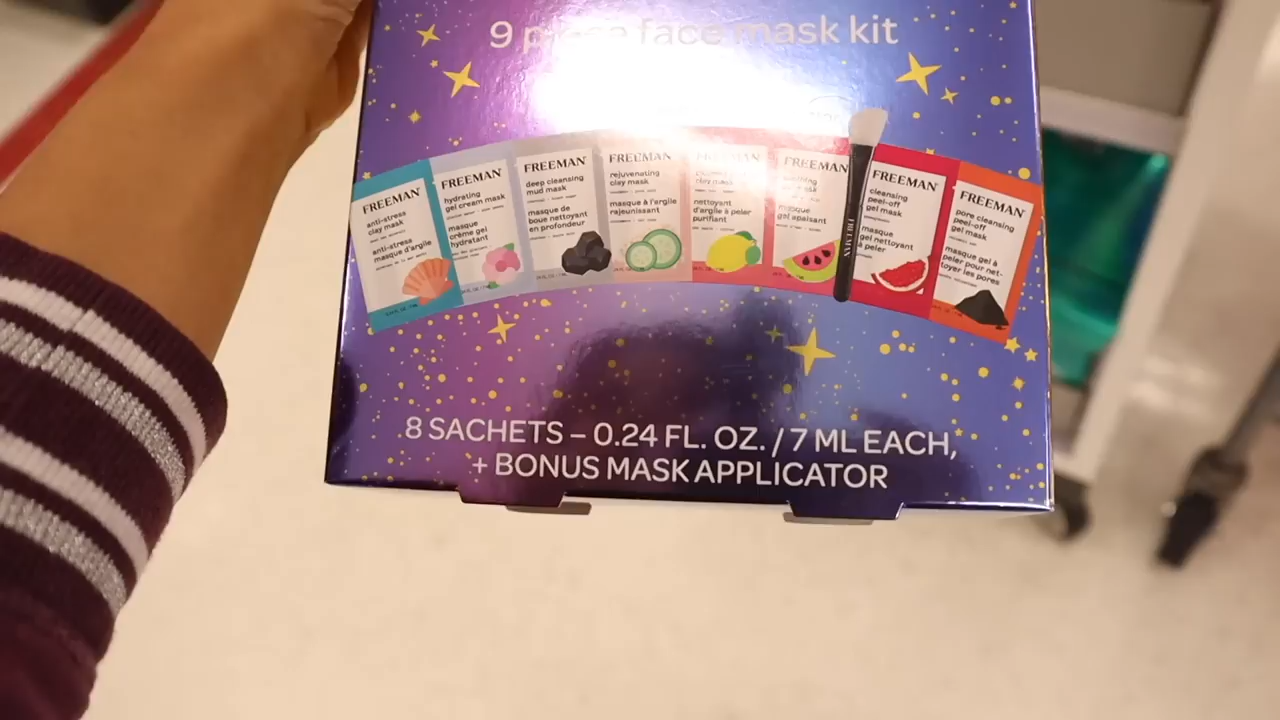 9 piece face mask kit
FREEMAN
anti-stress
clay mask
anti-stress
masque d'argile
FREEMAN
hydrating
gel cream mask
masque
crème gel
hydratant
FREEMAN
deep cleansing
mud mask
masque de
boue nettoyant
en profondeur
FREEMAN
rejuvenating
clay mask
masque à l'argile
rajeunissant
FREEMAN
clay mask
nettoyant
d'argile à peler
purifiant
FREEMAN
masque
gel apaisant
FREEMAN
FREEMAN
cleansing
peel-off
gel mask
masque
gel nettoyant
à peler
FREEMAN
pore cleansing
peel-off
gel mask
masque gel à
peler pour net-
toyer les pores
8 SACHETS – 0.24 FL. OZ. / 7 ML EACH,
+ BONUS MASK APPLICATOR